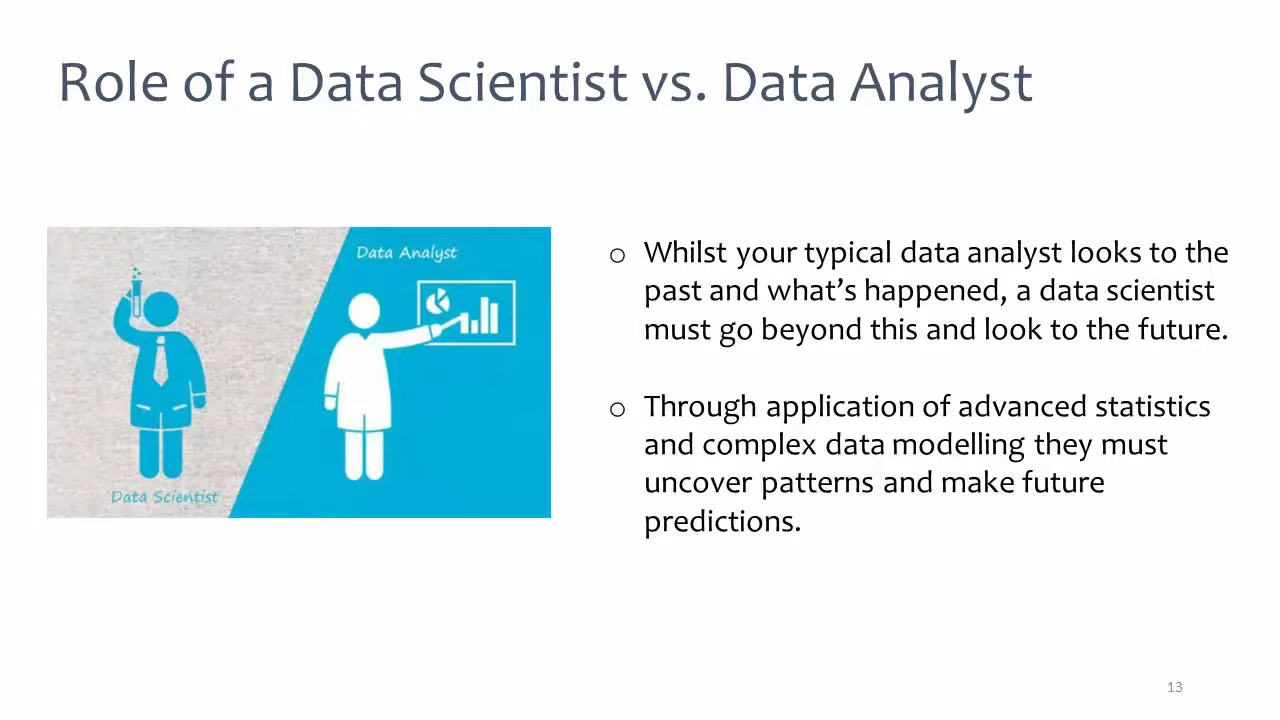 Role of a Data Scientist vs. Data Analyst
Data Analyst
Data Scientist
o Whilst your typical data analyst looks to the
past and what’s happened, a data scientist
must go beyond this and look to the future.
o Through application of advanced statistics
and complex data modelling they must
uncover patterns and make future
predictions.
13